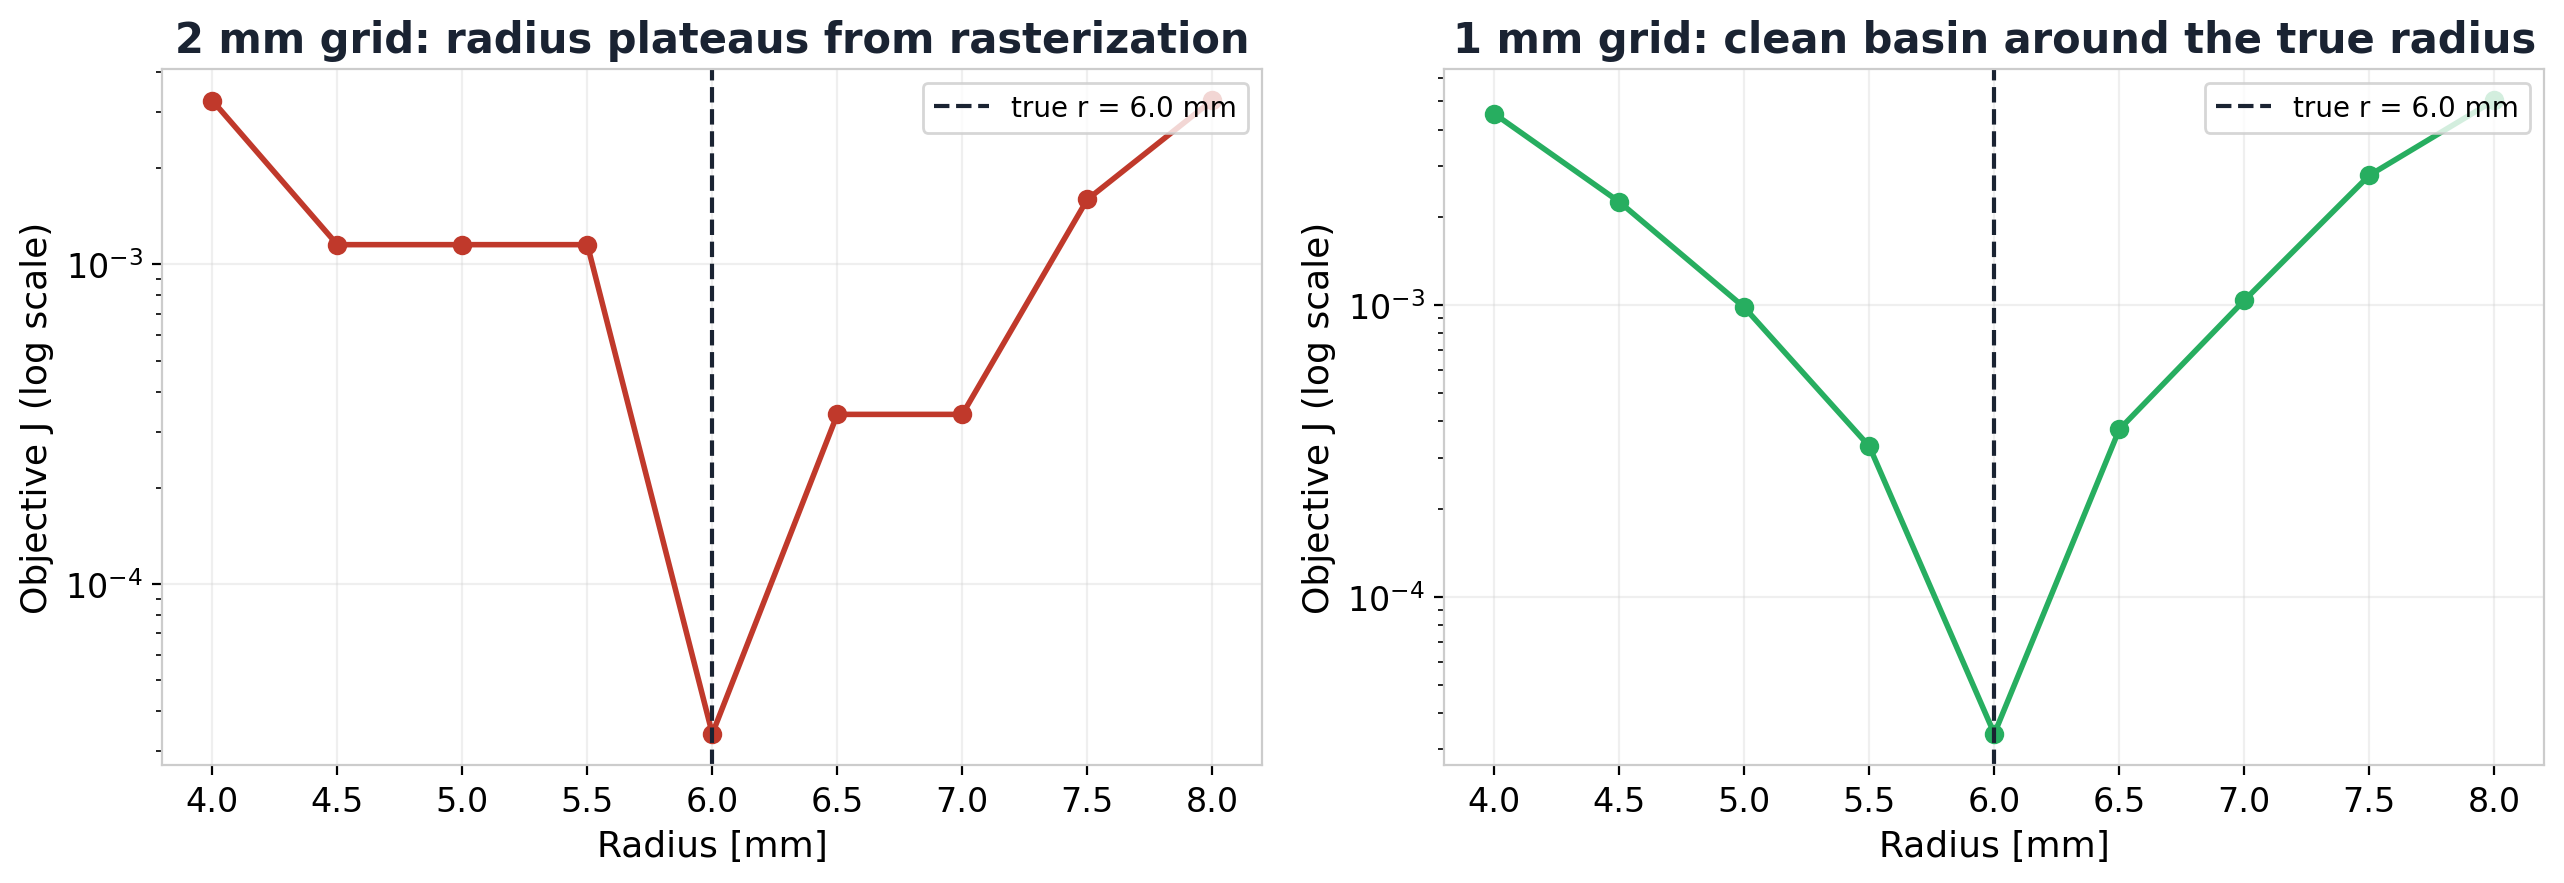 2 mm grid: radius plateaus from rasterization
Objective J (log scale)
10⁻³
10⁻⁴
true r = 6.0 mm
4.0 4.5 5.0 5.5 6.0 6.5 7.0 7.5 8.0
Radius [mm]
1 mm grid: clean basin around the true radius
Objective J (log scale)
10⁻³
10⁻⁴
true r = 6.0 mm
4.0 4.5 5.0 5.5 6.0 6.5 7.0 7.5 8.0
Radius [mm]